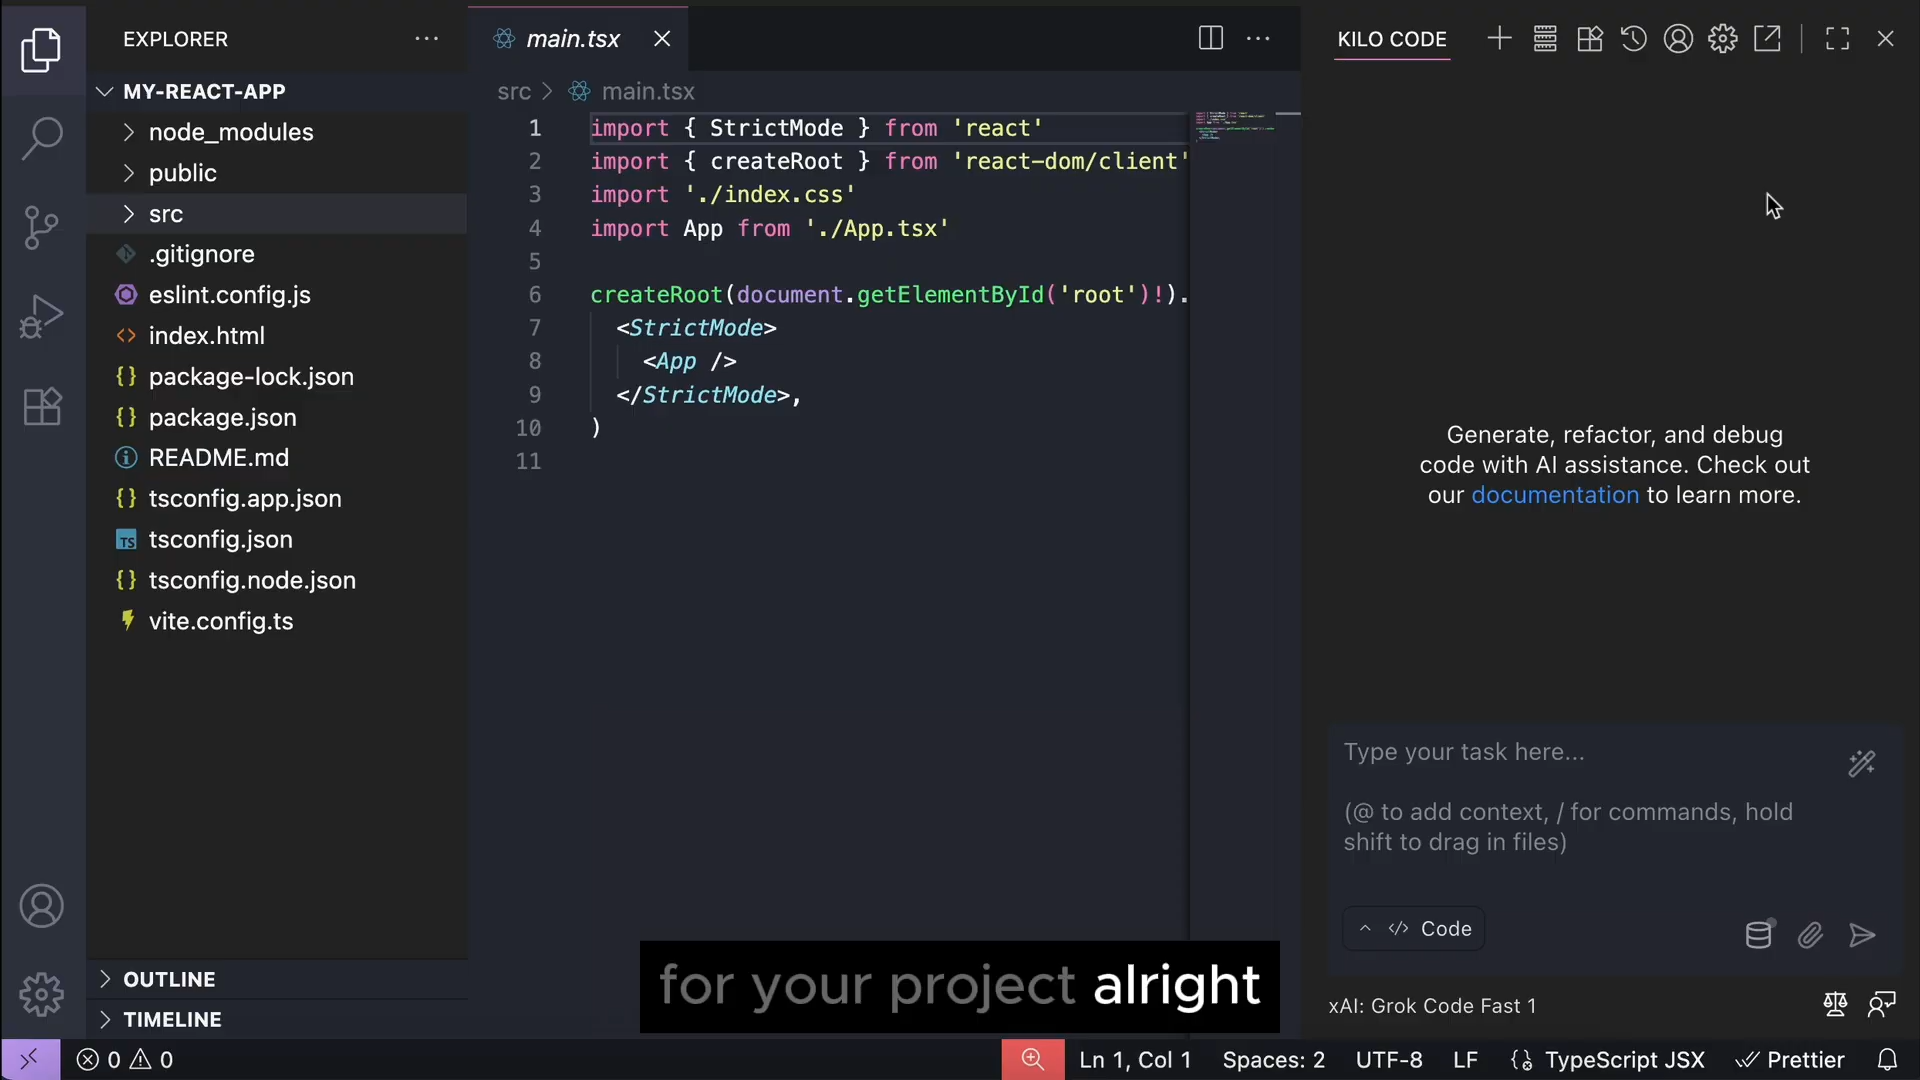 EXPLORER
MY-REACT-APP
node_modules
public
src
.gitignore
eslint.config.js
index.html
package-lock.json
package.json
README.md
tsconfig.app.json
tsconfig.json
tsconfig.node.json
vite.config.ts
OUTLINE
TIMELINE
main.tsx
src > main.tsx
1 import { StrictMode } from 'react'
2 import { createRoot } from 'react-dom/client'
3 import './index.css'
4 import App from './App.tsx'
5
6 createRoot(document.getElementById('root')!).
7 <StrictMode>
8 <App />
9 </StrictMode>,
10 )
11
KILO CODE
Generate, refactor, and debug
code with AI assistance. Check out
our documentation to learn more.
Type your task here...
(@ to add context, / for commands, hold
shift to drag in files)
Code
xAI: Grok Code Fast 1
for your project alright
0 0
Ln 1, Col 1
Spaces: 2
UTF-8
LF
TypeScript JSX
Prettier